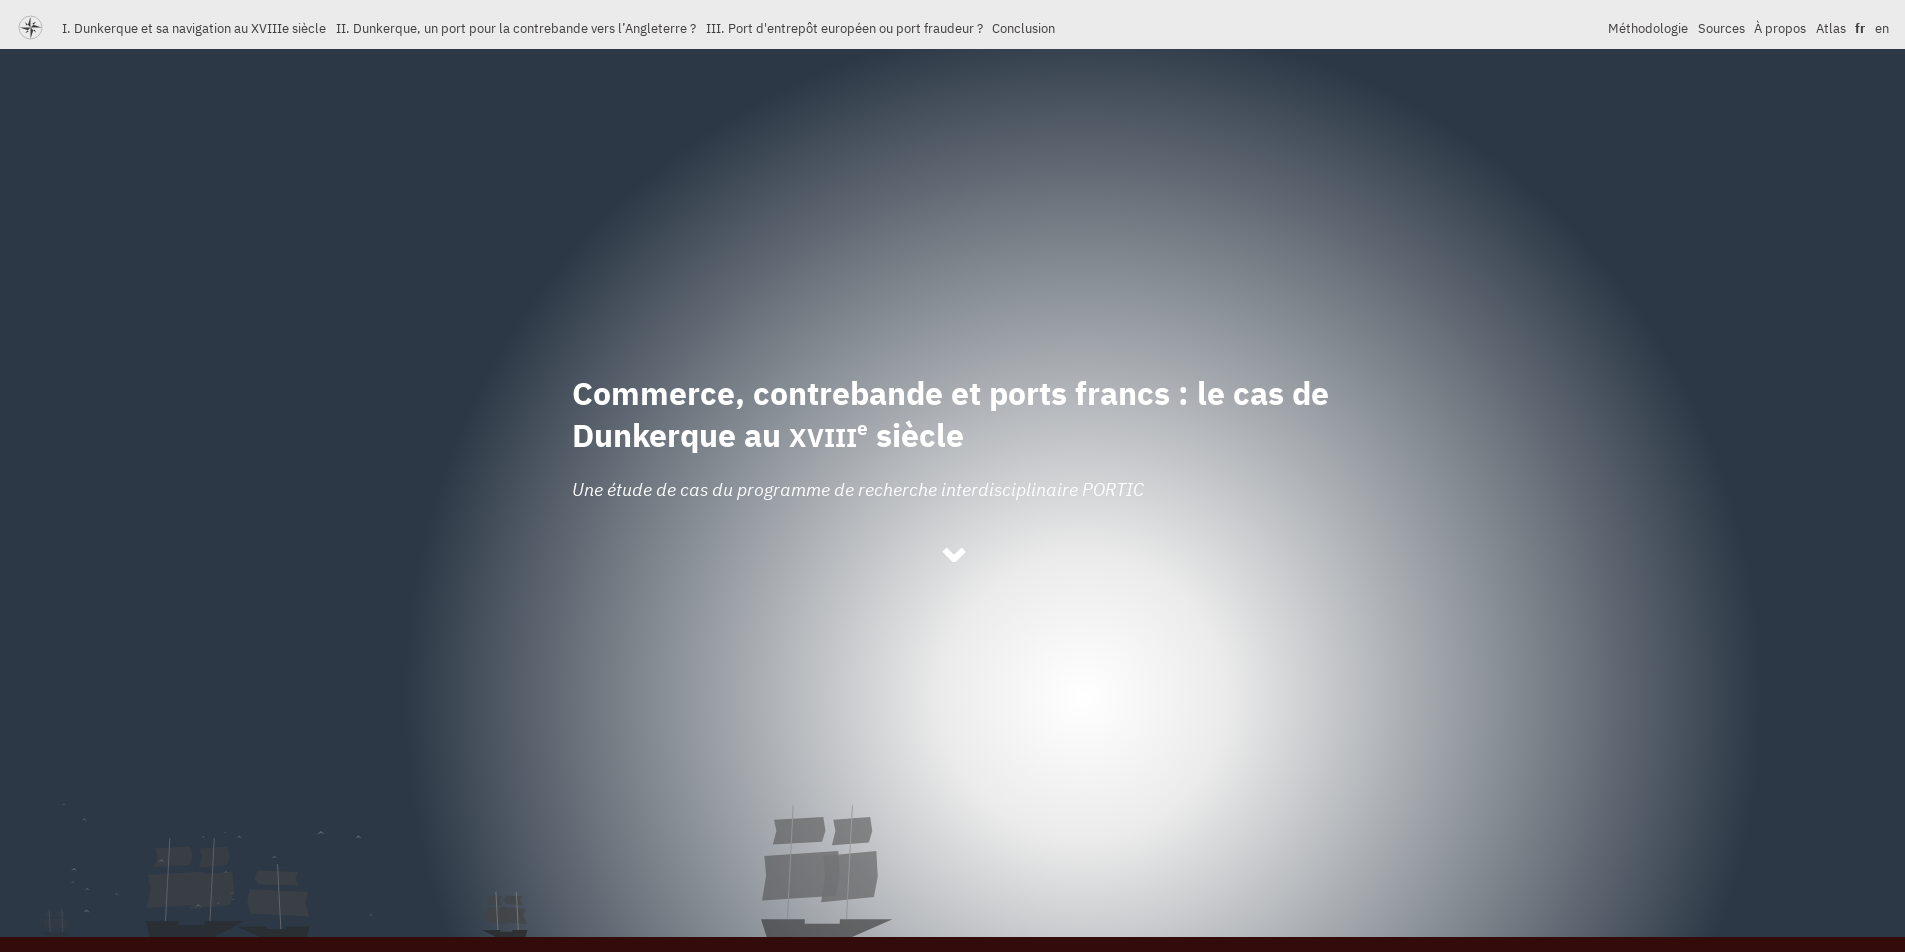 I. Dunkerque et sa navigation au XVIIIe siècle II. Dunkerque, un port pour la contrebande vers l’Angleterre ? III. Port d'entrepôt européen ou port fraudeur ? Conclusion Méthodologie Sources À propos Atlas fr en
Commerce, contrebande et ports francs : le cas de
Dunkerque au XVIIIe siècle
Une étude de cas du programme de recherche interdisciplinaire PORTIC